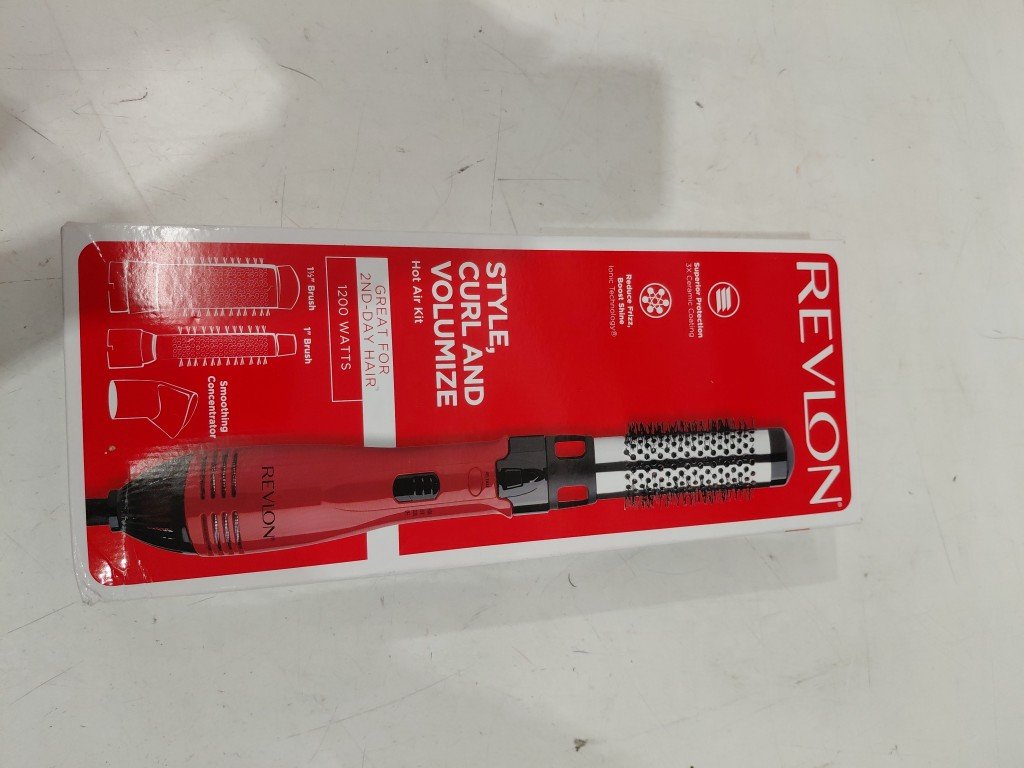 REVLON®
Superior Protection
3X Ceramic Coating
Reduce Frizz,
Boost Shine
Ionic Technology®
STYLE,
CURL AND
VOLUMIZE
Hot Air Kit
GREAT FOR
2ND-DAY HAIR™
1200 WATTS
1½" Brush
1" Brush
Smoothing
Concentrator
REVLON